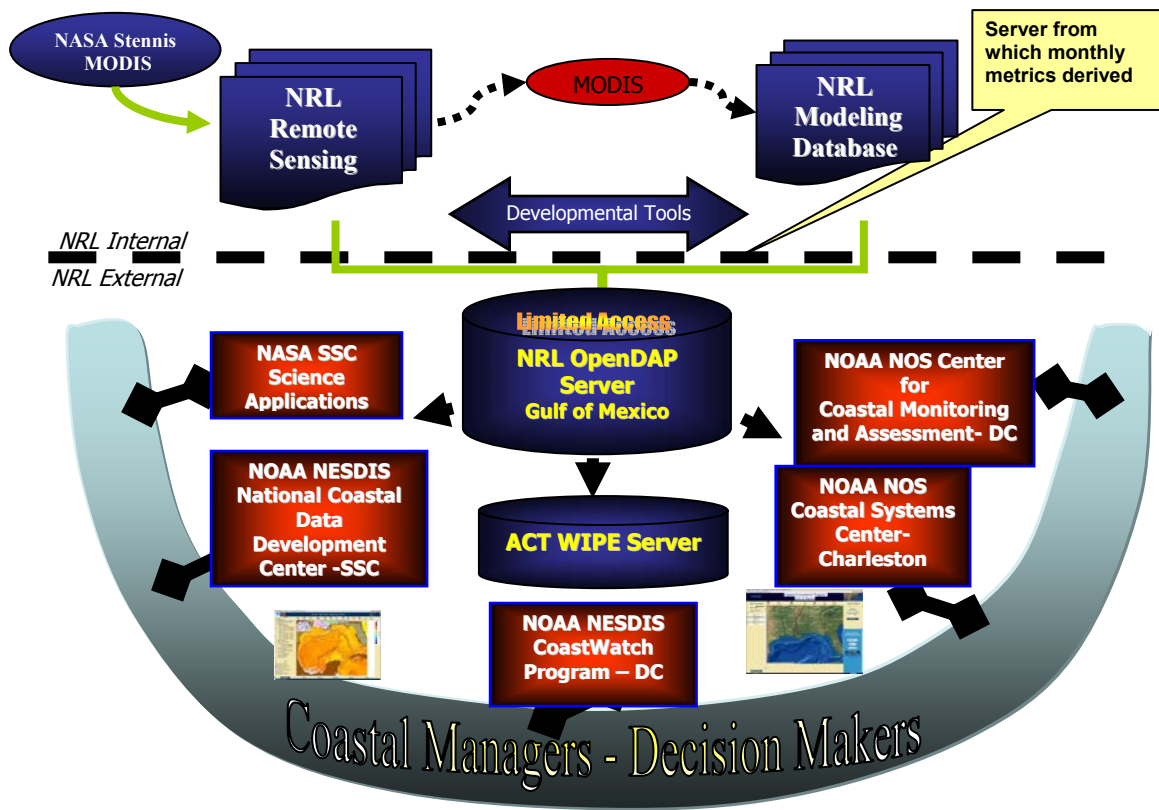 NASA Stennis
MODIS
NRL
Remote
Sensing
MODIS
NRL
Modeling
Database
Server from
which monthly
metrics derived
Developmental Tools
NRL Internal
NRL External
Limited Access
NRL OpenDAP
Server
Gulf of Mexico
NASA SSC
Science
Applications
NOAA NOS Center
for
Coastal Monitoring
and Assessment- DC
NOAA NESDIS
National Coastal
Data
Development
Center -SSC
NOAA NOS
Coastal Systems
Center-
Charleston
ACT WIPE Server
NOAA NESDIS
CoastWatch
Program – DC
Coastal Managers - Decision Makers